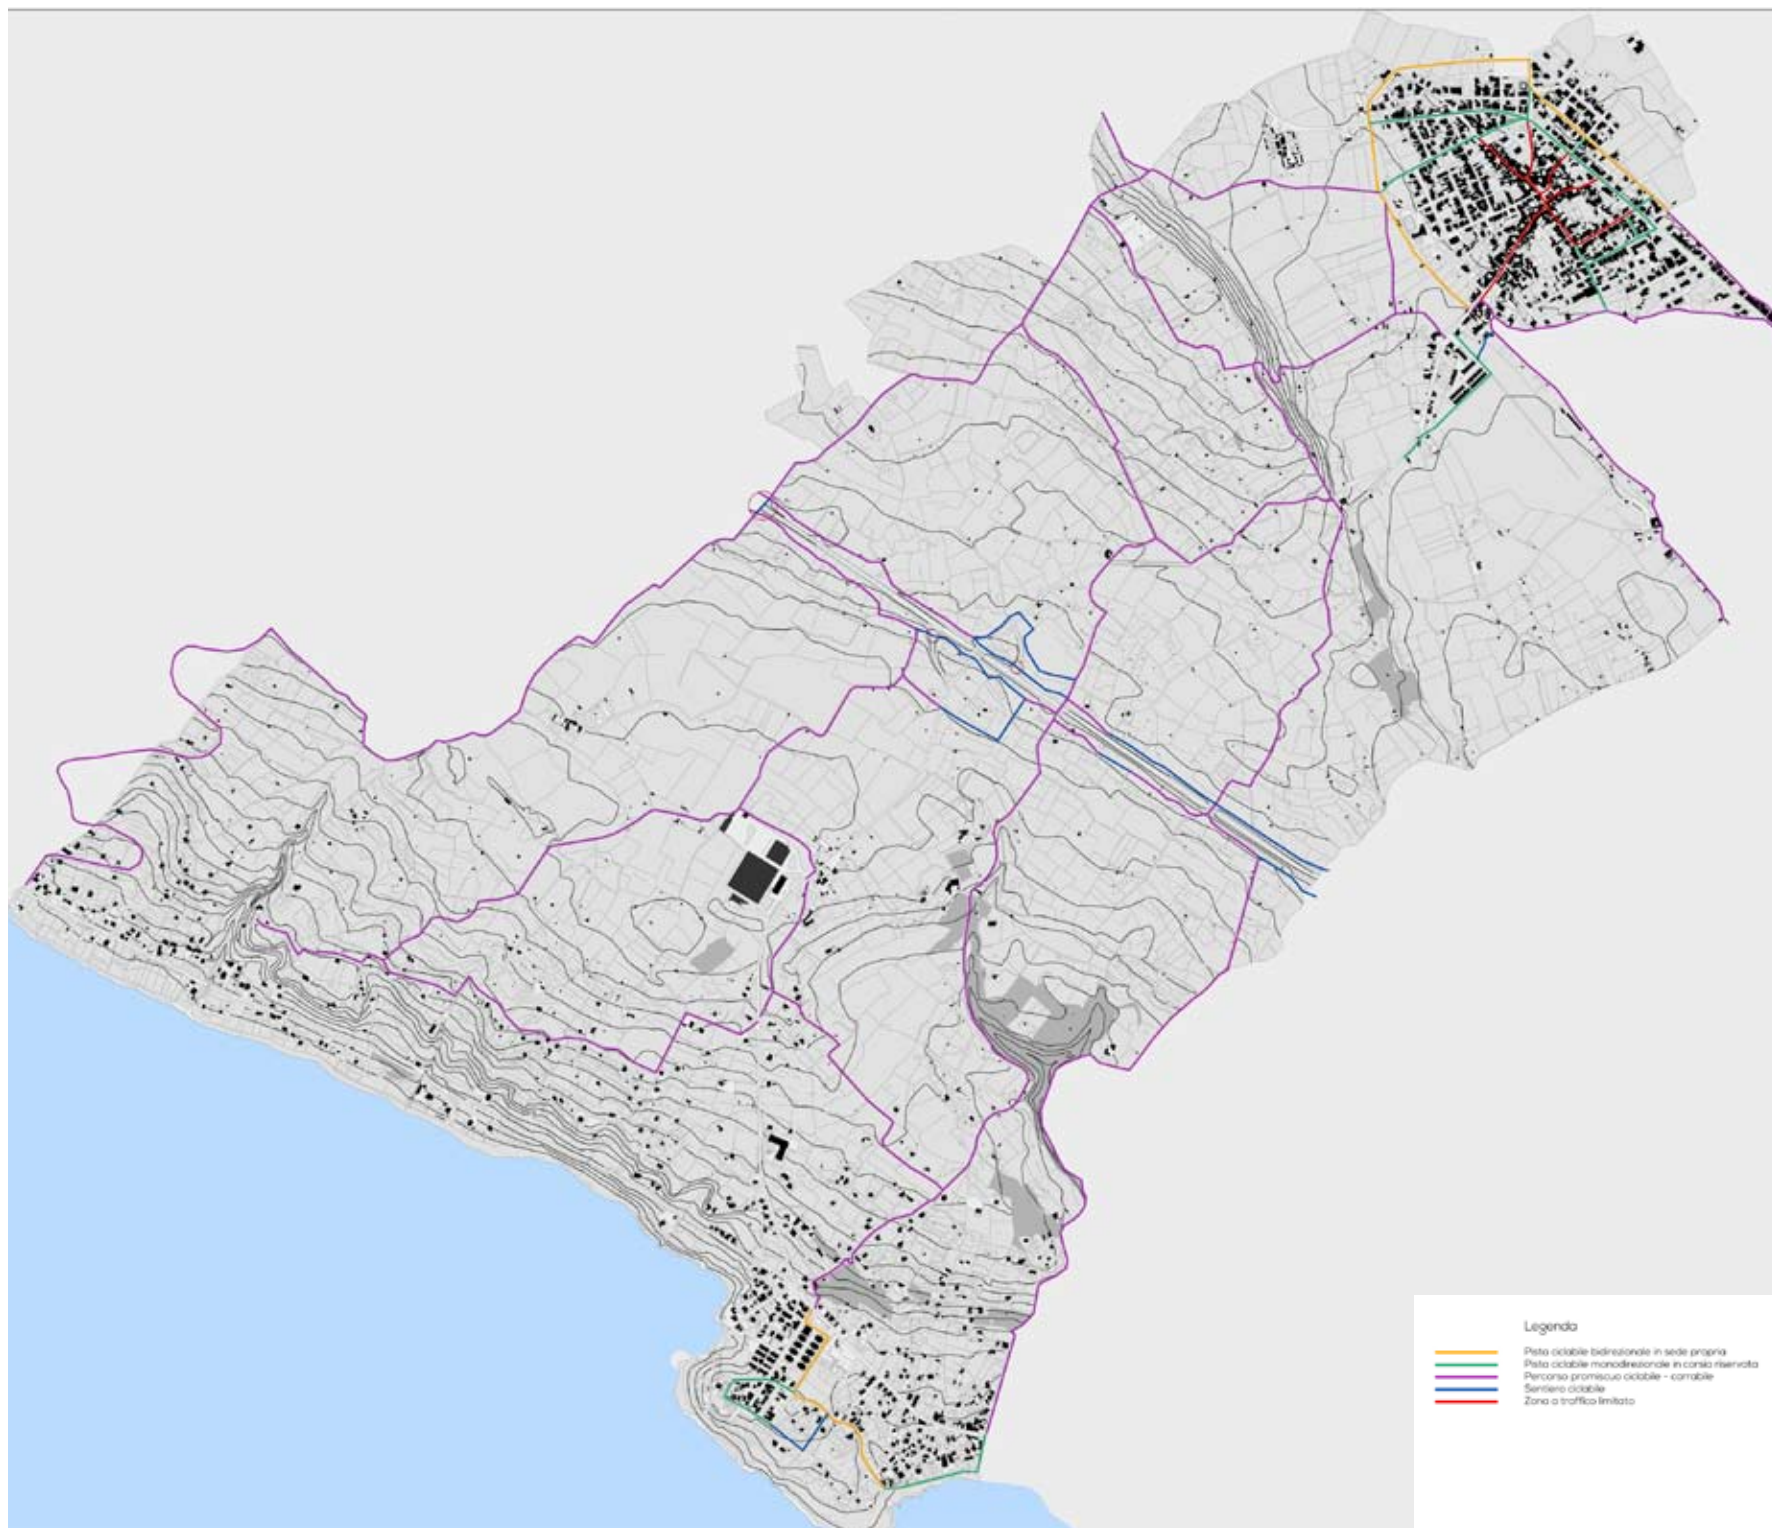 Legenda
Pista ciclabile bidirezionale in sede propria
Pista ciclabile monodirezionale in corsia riservata
Percorso promiscuo ciclabile - carrabile
Sentiero ciclabile
Zona a traffico limitato